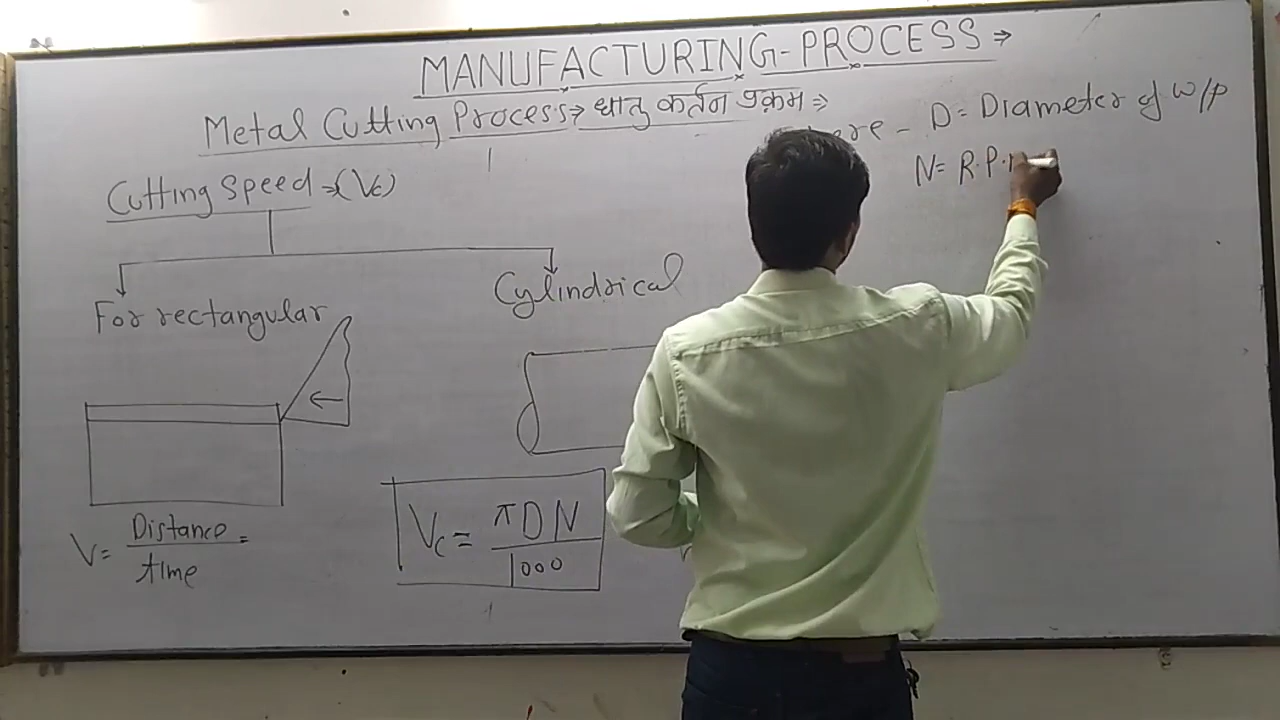 MANUFACTURING-PROCESS ⇒
Metal Cutting Process⇒ धातु कर्तन प्रक्रम ⇒
Cutting Speed ⇒(Vc)
For rectangular
Cylindrical
V= Distance =
time
Vc = πDN
1000
D= Diameter of w/p
N= R.P.